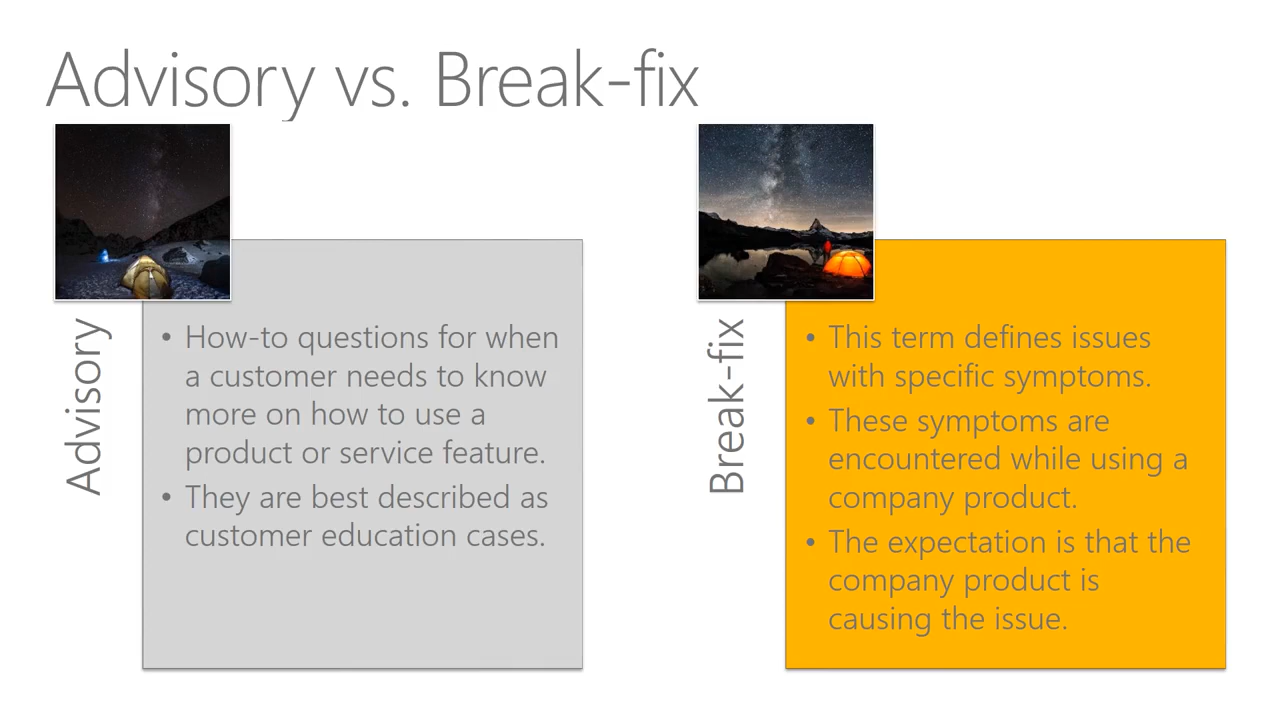 Advisory vs. Break-fix
Advisory
• How-to questions for when
a customer needs to know
more on how to use a
product or service feature.
• They are best described as
customer education cases.
Break-fix
• This term defines issues
with specific symptoms.
• These symptoms are
encountered while using a
company product.
• The expectation is that the
company product is
causing the issue.